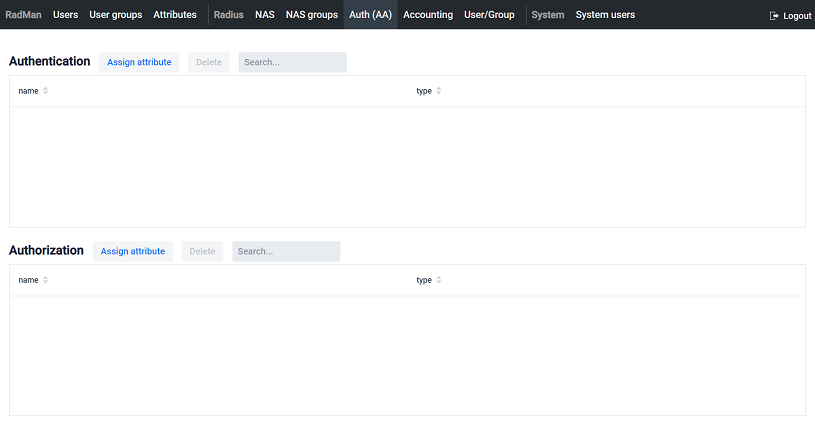 RadMan Users User groups Attributes Radius NAS NAS groups Auth (AA) Accounting User/Group System System users Logout
Authentication Assign attribute Delete Search...
name type
Authorization Assign attribute Delete Search...
name type